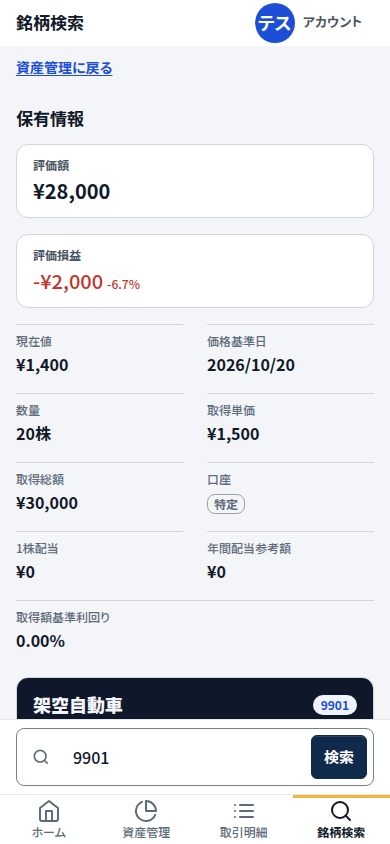 銘柄検索
テス アカウント
資産管理に戻る
保有情報
評価額
¥28,000
評価損益
-¥2,000 -6.7%
現在値 価格基準日
¥1,400 2026/10/20
数量 取得単価
20株 ¥1,500
取得総額 口座
¥30,000 特定
1株配当 年間配当参考額
¥0 ¥0
取得額基準利回り
0.00%
架空自動車 9901
9901 検索
ホーム 資産管理 取引明細 銘柄検索